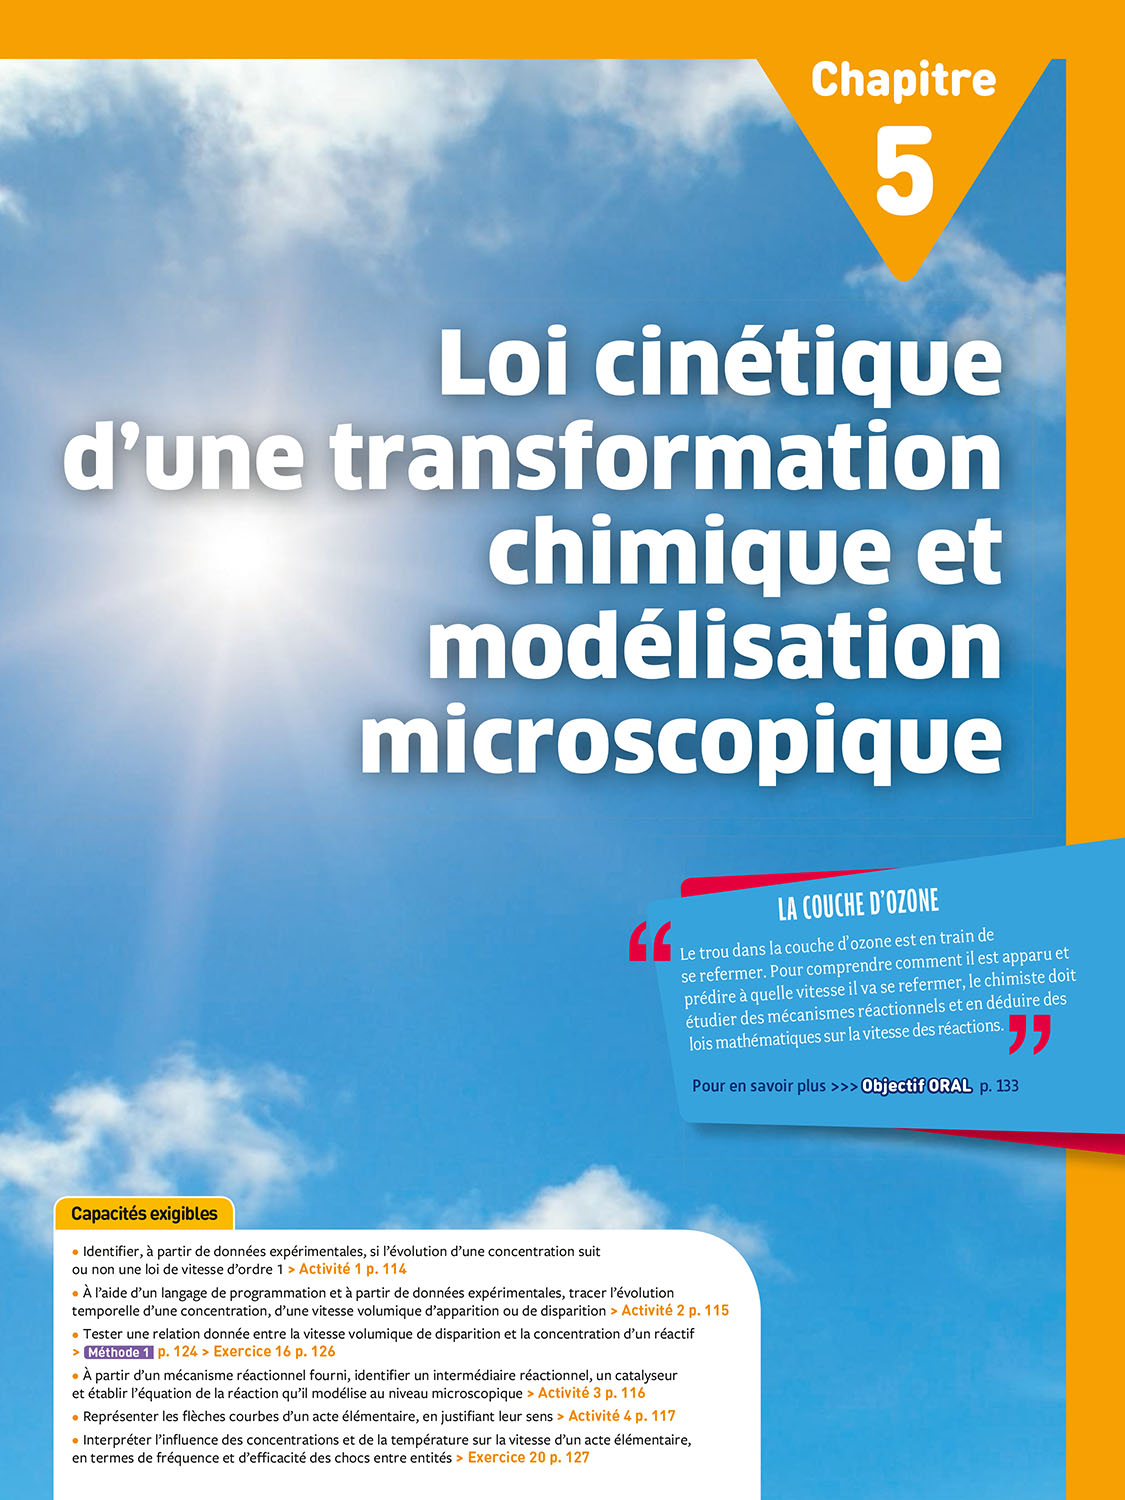 Chapitre
5
Loi cinétique
d’une transformation
chimique et
modélisation
microscopique
LA COUCHE D’OZONE
“ Le trou dans la couche d’ozone est en train de
se refermer. Pour comprendre comment il est apparu et
prédire à quelle vitesse il va se refermer, le chimiste doit
étudier des mécanismes réactionnels et en déduire des
lois mathématiques sur la vitesse des réactions. ”
Pour en savoir plus >>> Objectif ORAL p. 133
Capacités exigibles
• Identifier, à partir de données expérimentales, si l’évolution d’une concentration suit
ou non une loi de vitesse d’ordre 1 > Activité 1 p. 114
• À l’aide d’un langage de programmation et à partir de données expérimentales, tracer l’évolution
temporelle d’une concentration, d’une vitesse volumique d’apparition ou de disparition > Activité 2 p. 115
• Tester une relation donnée entre la vitesse volumique de disparition et la concentration d’un réactif
> Méthode 1 p. 124 > Exercice 16 p. 126
• À partir d’un mécanisme réactionnel fourni, identifier un intermédiaire réactionnel, un catalyseur
et établir l’équation de la réaction qu’il modélise au niveau microscopique > Activité 3 p. 116
• Représenter les flèches courbes d’un acte élémentaire, en justifiant leur sens > Activité 4 p. 117
• Interpréter l’influence des concentrations et de la température sur la vitesse d’un acte élémentaire,
en termes de fréquence et d’efficacité des chocs entre entités > Exercice 20 p. 127